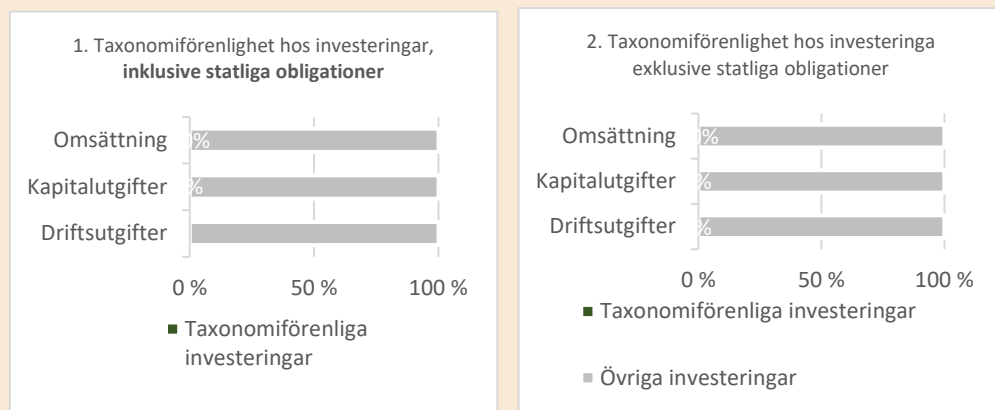 1. Taxonomiförenlighet hos investeringar,
inklusive statliga obligationer
Omsättning
%
Kapitalutgifter
%
Driftsutgifter
0 %
50 %
100 %
Taxonomiförenliga
investeringar
2. Taxonomiförenlighet hos investeringa
exklusive statliga obligationer
Omsättning
%
Kapitalutgifter
%
Driftsutgifter
%
0 %
50 %
100 %
Taxonomiförenliga investeringar
Övriga investeringar